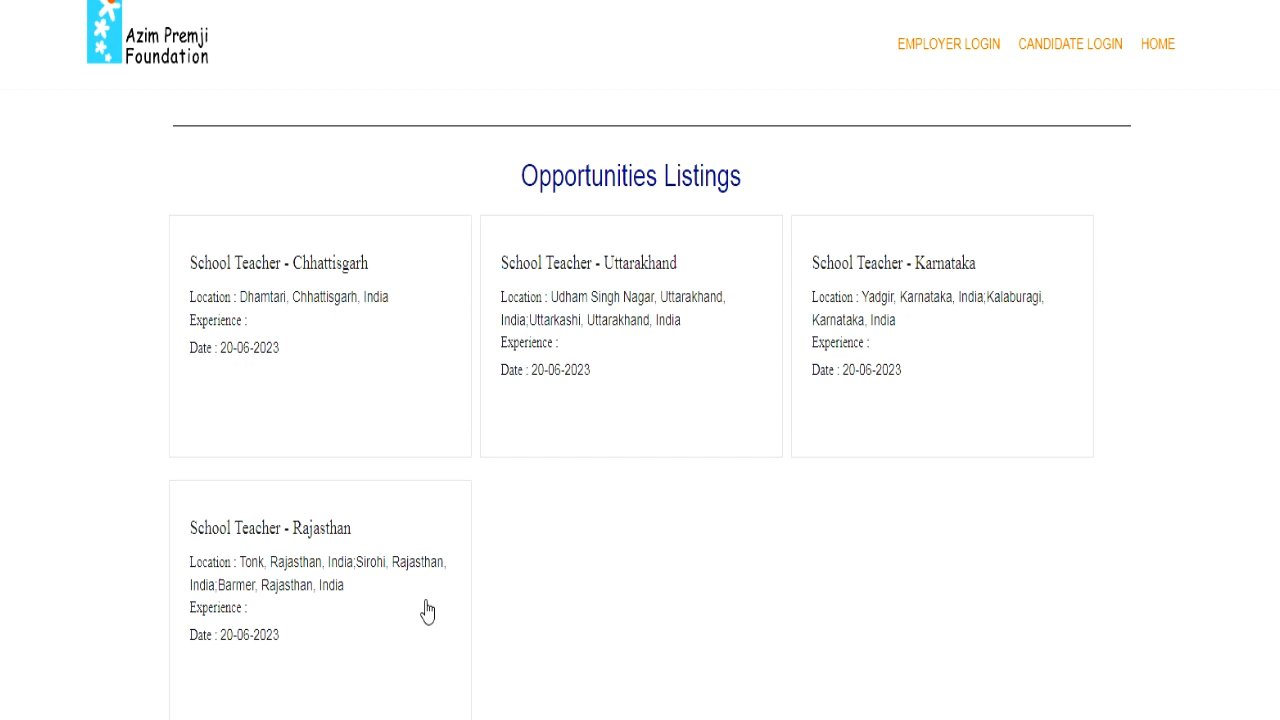 Azim Premji
Foundation
EMPLOYER LOGIN CANDIDATE LOGIN HOME
Opportunities Listings
School Teacher - Chhattisgarh
Location : Dhamtari, Chhattisgarh, India
Experience :
Date : 20-06-2023
School Teacher - Uttarakhand
Location : Udham Singh Nagar, Uttarakhand,
India;Uttarkashi, Uttarakhand, India
Experience :
Date : 20-06-2023
School Teacher - Karnataka
Location : Yadgir, Karnataka, India;Kalaburagi,
Karnataka, India
Experience :
Date : 20-06-2023
School Teacher - Rajasthan
Location : Tonk, Rajasthan, India;Sirohi, Rajasthan,
India;Barmer, Rajasthan, India
Experience :
Date : 20-06-2023